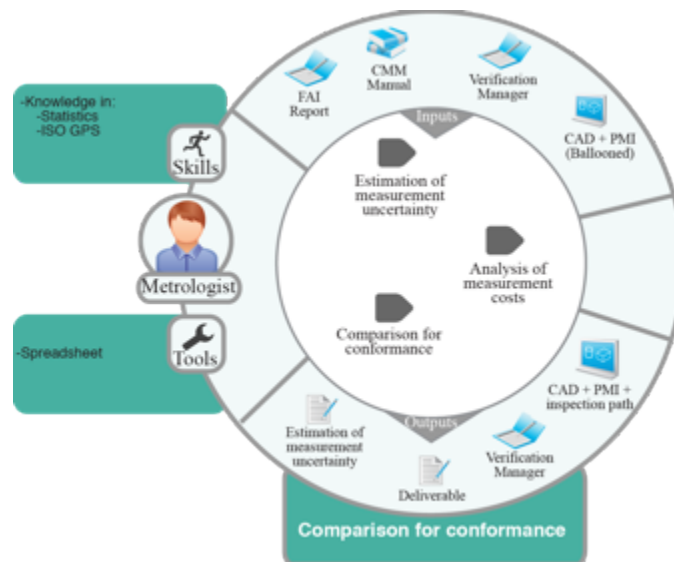 -Knowledge in:
-Statistics
-ISO GPS
Skills
Metrologist
Tools
-Spreadsheet
FAI
Report
CMM
Manual
Verification
Manager
CAD + PMI
(Ballooned)
Inputs
Estimation of
measurement
uncertainty
Analysis of
measurement
costs
Comparison for
conformance
Outputs
Estimation of
measurement
uncertainty
Deliverable
Verification
Manager
CAD + PMI +
inspection path
Comparison for conformance